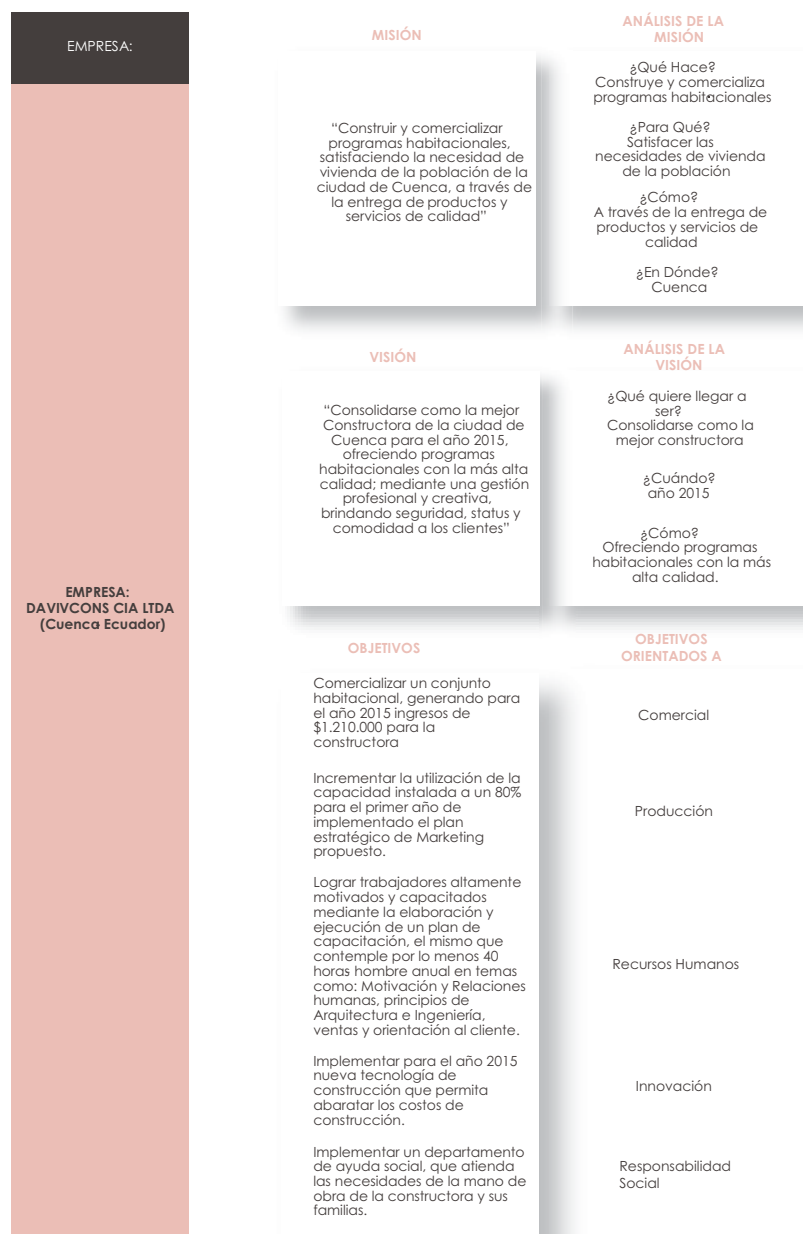 EMPRESA:
MISIÓN
ANÁLISIS DE LA
MISIÓN
“Construir y comercializar
programas habitacionales,
satisfaciendo la necesidad de
vivienda de la población de la
ciudad de Cuenca, a través de
la entrega de productos y
servicios de calidad”
¿Qué Hace?
Construye y comercializa
programas habitacionales
¿Para Qué?
Satisfacer las
necesidades de vivienda
de la población
¿Cómo?
A través de la entrega de
productos y servicios de
calidad
¿En Dónde?
Cuenca
VISIÓN
ANÁLISIS DE LA
VISIÓN
“Consolidarse como la mejor
Constructora de la ciudad de
Cuenca para el año 2015,
ofreciendo programas
habitacionales con la más alta
calidad; mediante una gestión
profesional y creativa,
brindando seguridad, status y
comodidad a los clientes”
¿Qué quiere llegar a
ser?
Consolidarse como la
mejor constructora
¿Cuándo?
año 2015
¿Cómo?
Ofreciendo programas
habitacionales con la más
alta calidad.
EMPRESA:
DAVIVCONS CIA LTDA
(Cuenca Ecuador)
OBJETIVOS
OBJETIVOS
ORIENTADOS A
Comercializar un conjunto
habitacional, generando para
el año 2015 ingresos de
$1.210.000 para la
constructora
Comercial
Incrementar la utilización de la
capacidad instalada a un 80%
para el primer año de
implementado el plan
estratégico de Marketing
propuesto.
Producción
Lograr trabajadores altamente
motivados y capacitados
mediante la elaboración y
ejecución de un plan de
capacitación, el mismo que
contemple por lo menos 40
horas hombre anual en temas
como: Motivación y Relaciones
humanas, principios de
Arquitectura e Ingeniería,
ventas y orientación al cliente.
Recursos Humanos
Implementar para el año 2015
nueva tecnología de
construcción que permita
abaratar los costos de
construcción.
Innovación
Implementar un departamento
de ayuda social, que atienda
las necesidades de la mano de
obra de la constructora y sus
familias.
Responsabilidad
Social